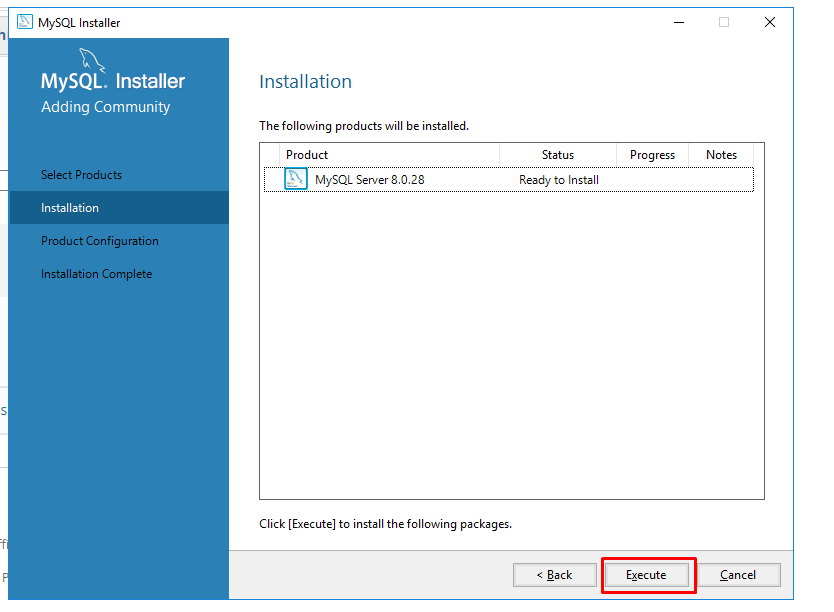 MySQL Installer
MySQL. Installer
Adding Community
Select Products
Installation
Product Configuration
Installation Complete
Installation
The following products will be installed.
Product Status Progress Notes
MySQL Server 8.0.28 Ready to Install
Click [Execute] to install the following packages.
< Back Execute Cancel